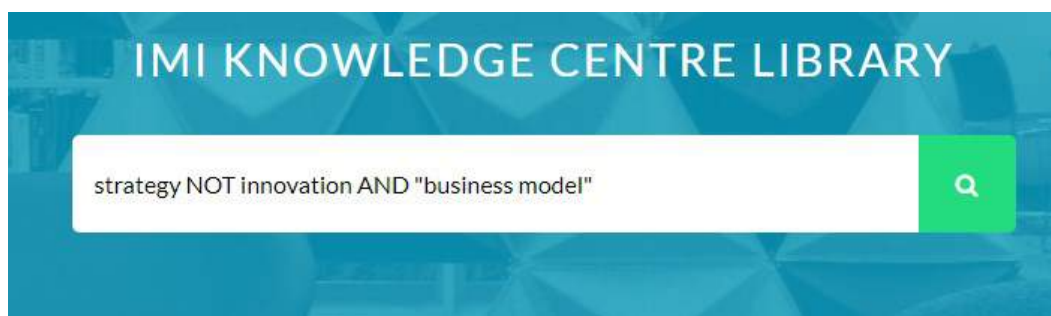 IMI KNOWLEDGE CENTRE LIBRARY
strategy NOT innovation AND "business model"